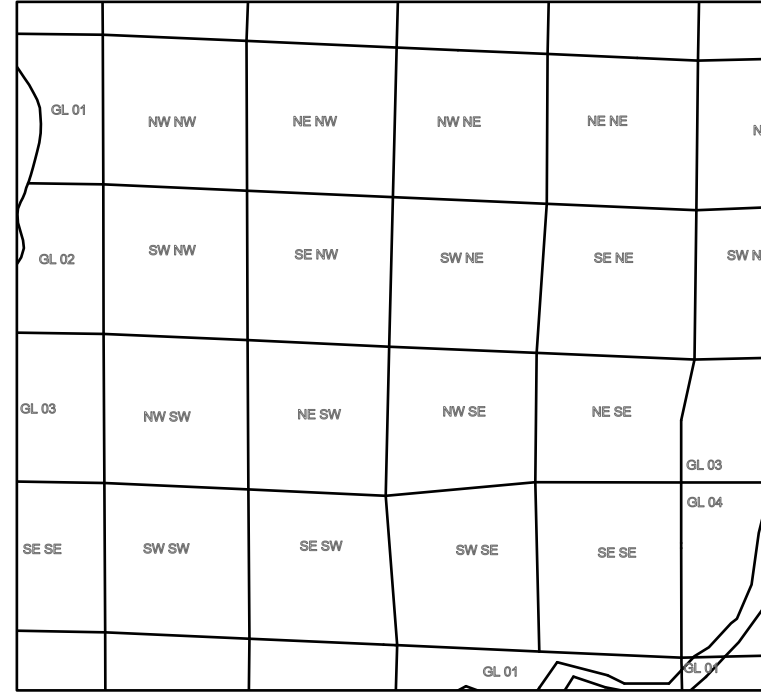 GL 01
NW NW
NE NW
NW NE
NE NE
N
GL 02
SW NW
SE NW
SW NE
SE NE
SW N
GL 03
NW SW
NE SW
NW SE
NE SE
GL 03
GL 04
SE SE
SW SW
SE SW
SW SE
SE SE
GL 01
GL 01